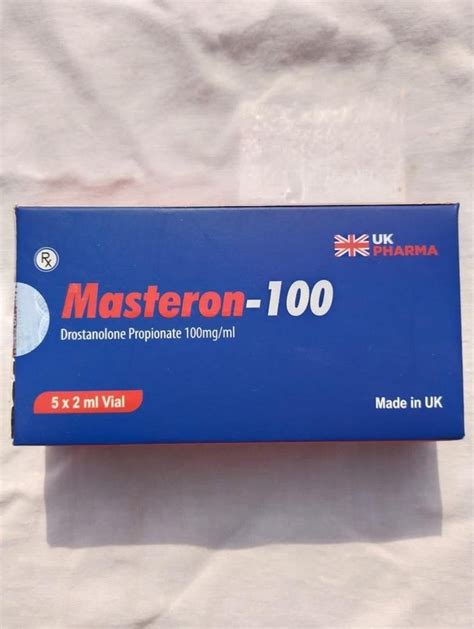 UK
PHARMA
Rx
Masteron-100
Drostanolone Propionate 100mg/ml
5 x 2 ml Vial
Made in UK